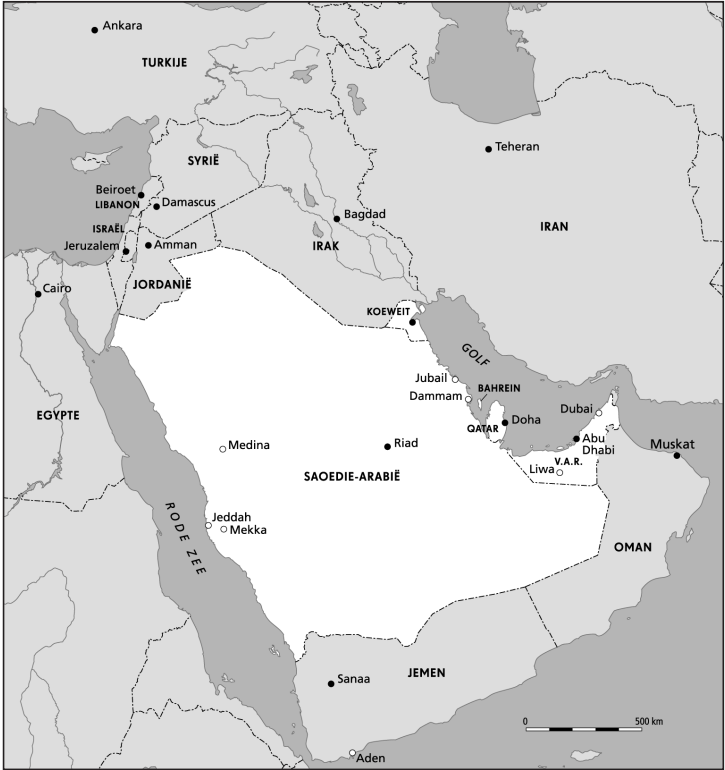 Ankara
TURKIJE
Teheran
SYRIË
Beiroet
LIBANON
Damascus
Bagdad
ISRAËL
Jeruzalem
Amman
IRAK
IRAN
JORDANIË
Cairo
KOEWEIT
GOLF
Jubail
BAHREIN
Dammam
Dubai
EGYPTE
QATAR
Doha
Abu
Dhabi
Medina
Riad
Muskat
V.A.R.
Liwa
SAOEDIE-ARABIË
RODE ZEE
Jeddah
Mekka
OMAN
JEMEN
Sanaa
0 500 km
Aden